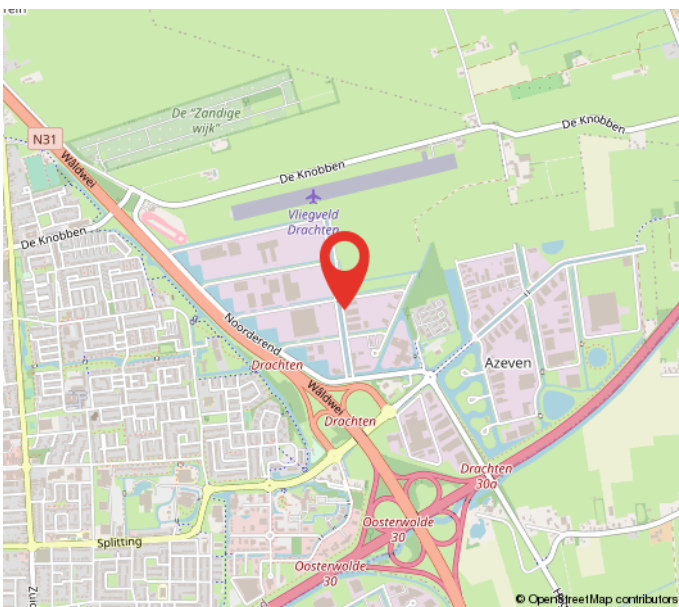 De "Zandige
wijk"
De Knobben
N31
Wâldwei
De Knobben
Vliegveld
Drachten
De Knobben
Noorderend
Drachten
Azeven
Wâldwei
Drachten
Drachten
30a
Oosterwolde
30
Splitting
Oosterwolde
30
Zuid
© OpenStreetMap contributors